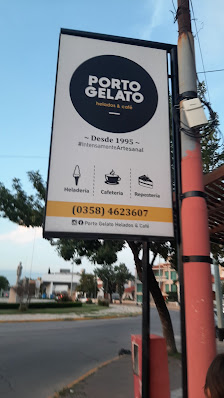 PORTO
GELATO
helados & café
~ Desde 1995 ~
#IntensamenteArtesanal
Heladería
Cafetería
Repostería
(0358) 4623607
Porto Gelato Helados & Café